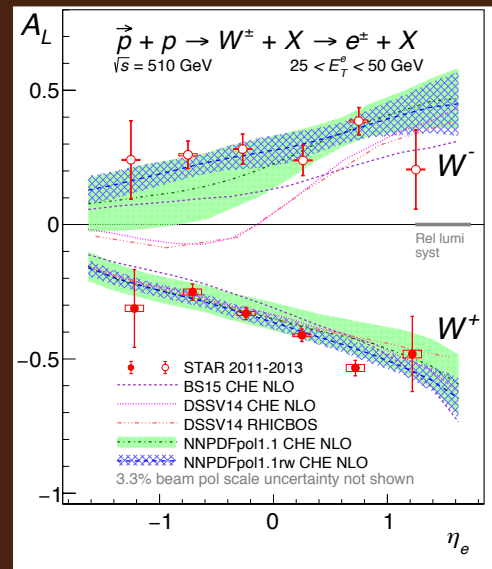 A_L
p⃗ + p → W± + X → e± + X
√s = 510 GeV 25 < E_T^e < 50 GeV
0.5
W-
0
Rel lumi
syst
W+
-0.5
STAR 2011-2013
BS15 CHE NLO
DSSV14 CHE NLO
DSSV14 RHICBOS
NNPDFpol1.1 CHE NLO
NNPDFpol1.1rw CHE NLO
3.3% beam pol scale uncertainty not shown
-1
-1 0 1
η_e